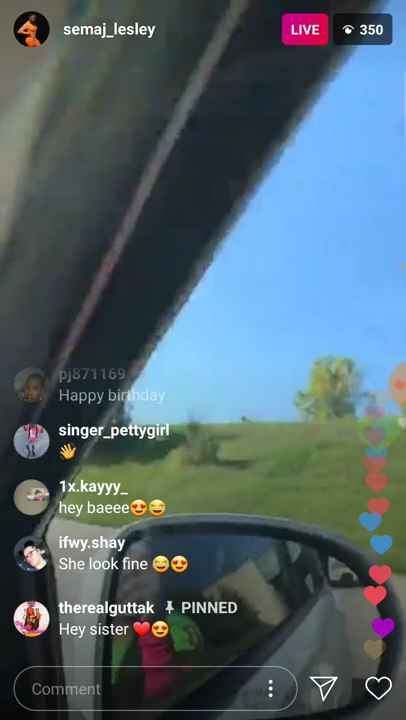 semaj_lesley
LIVE
350
pj871169
Happy birthday
singer_pettygirl
👋
1x.kayyy_
hey baeee😍😂
ifwy.shay
She look fine 😂😍
therealguttak PINNED
Hey sister ❤️😍
Comment